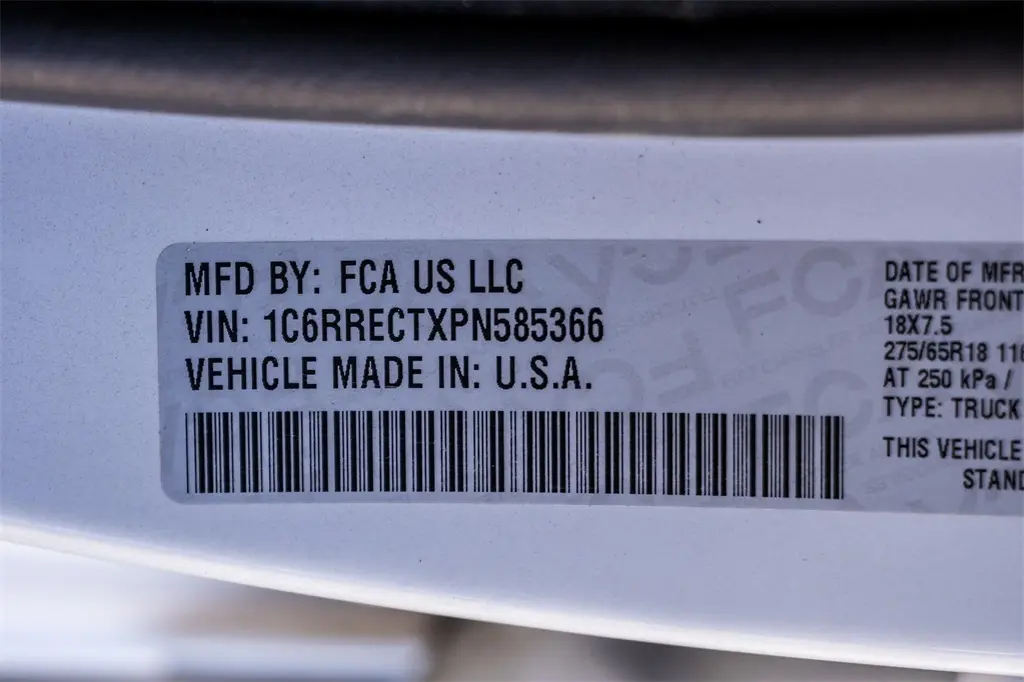 MFD BY: FCA US LLC
VIN: 1C6RRECTXPN585366
VEHICLE MADE IN: U.S.A.
DATE OF MFR
GAWR FRONT
18X7.5
275/65R18 116
AT 250 kPa /
TYPE: TRUCK
THIS VEHICLE
STAND